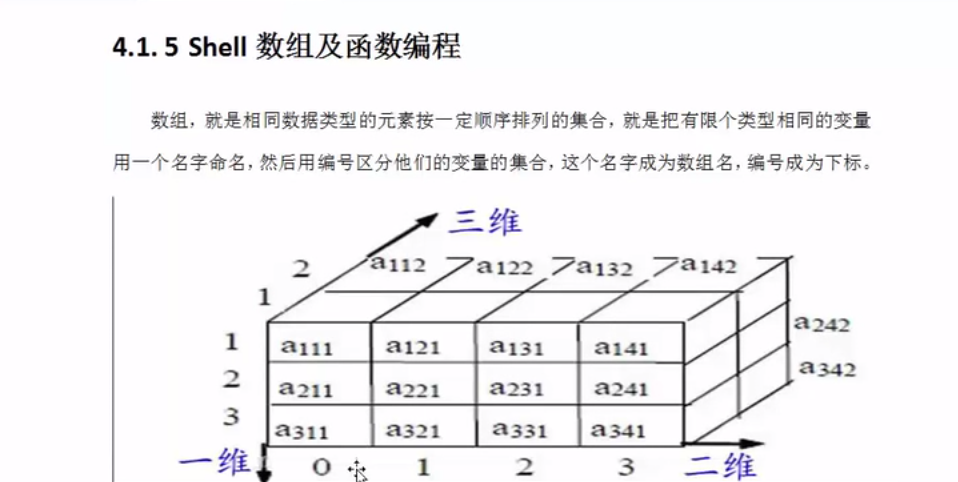 4.1.5 Shell 数组及函数编程
数组，就是相同数据类型的元素按一定顺序排列的集合，就是把有限个类型相同的变量
用一个名字命名，然后用编号区分他们的变量的集合，这个名字成为数组名，编号成为下标。
三维
2 a112 a122 a132 a142
1
1 a111 a121 a131 a141 a242
2 a211 a221 a231 a241 a342
3 a311 a321 a331 a341
一维 0 1 2 3 二维